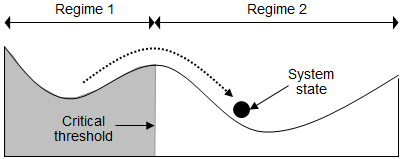 Regime 1
Regime 2
System
state
Critical
threshold